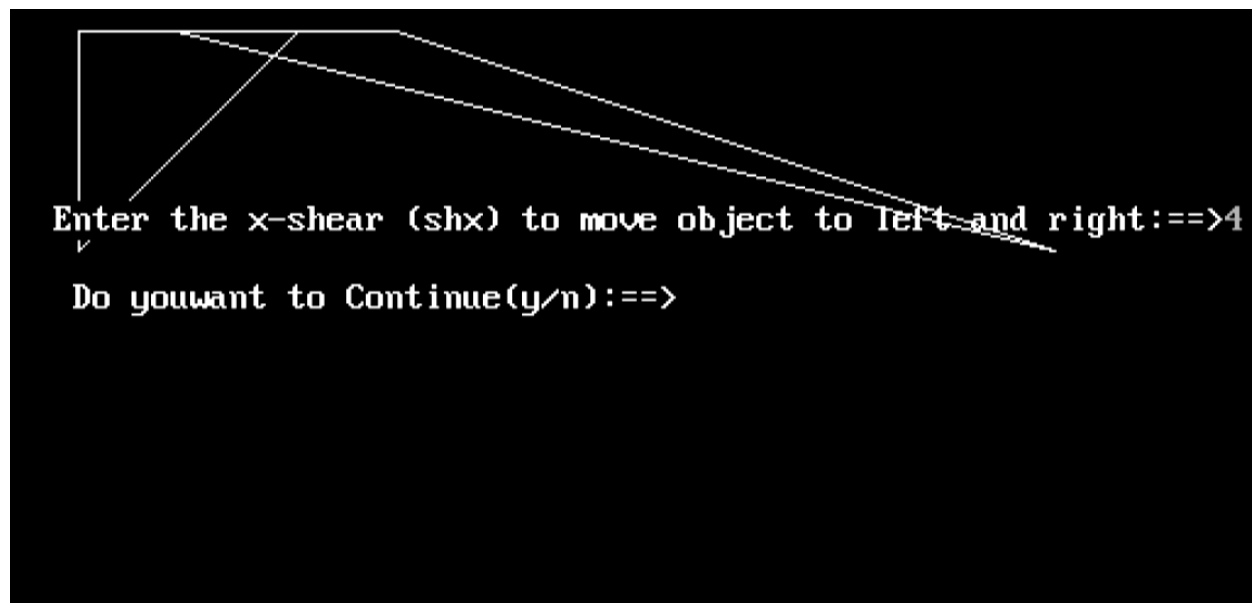 Enter the x-shear (shx) to move object to left and right:==>4
Do youwant to Continue(y/n):==>